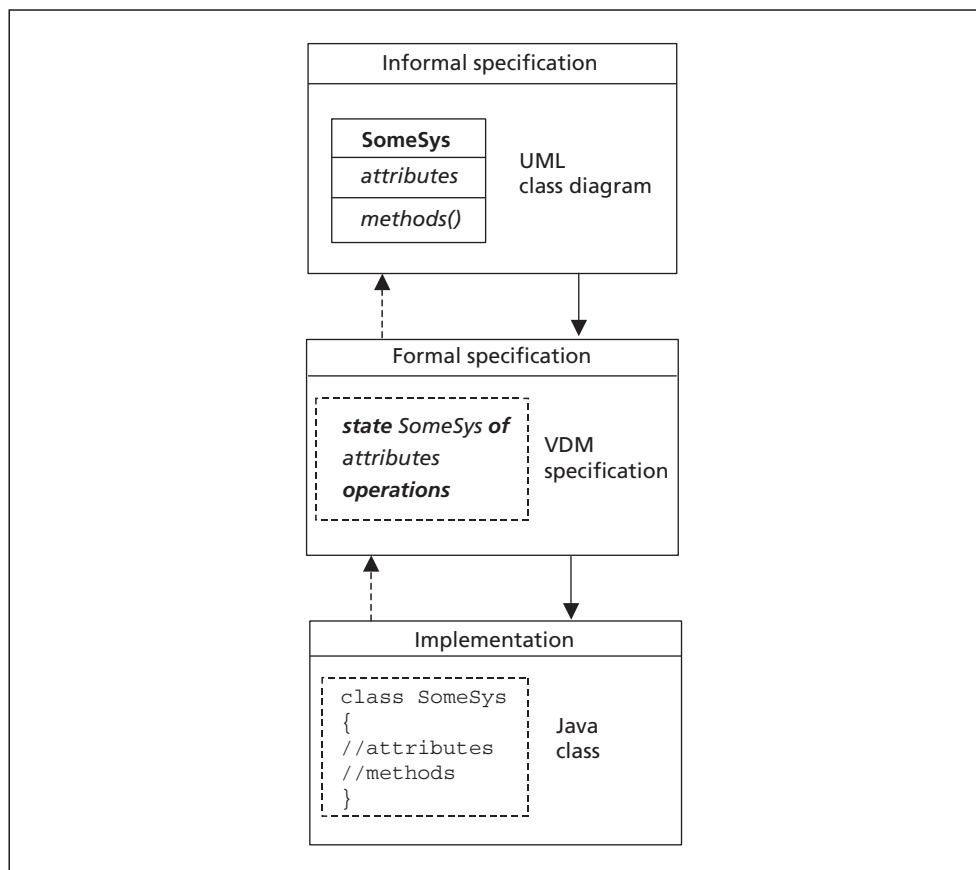 Informal specification
SomeSys
attributes
methods()
UML
class diagram
Formal specification
state SomeSys of
attributes
operations
VDM
specification
Implementation
class SomeSys
{
//attributes
//methods
}
Java
class